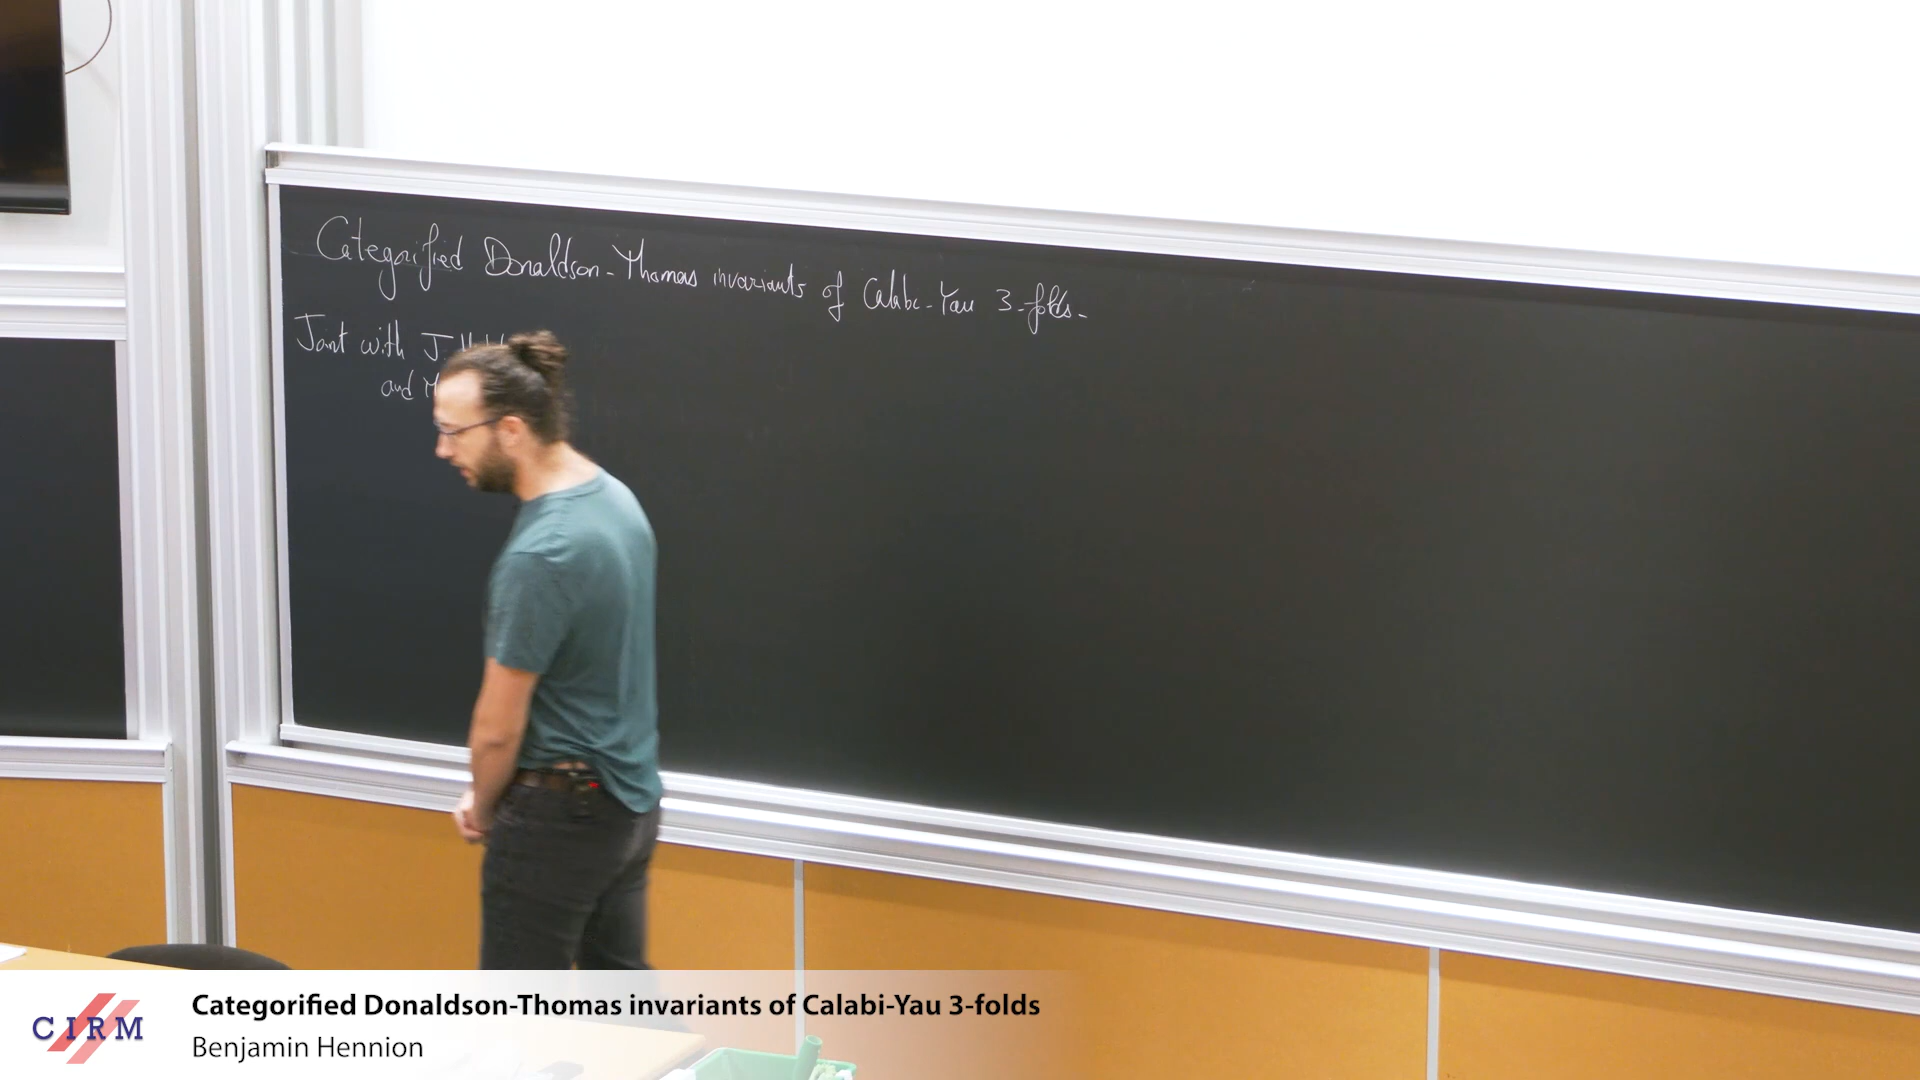 Categorified Donaldson-Thomas invariants of Calabi-Yau 3-folds-
Joint with J.
and M
CIRM
Categorified Donaldson-Thomas invariants of Calabi-Yau 3-folds
Benjamin Hennion